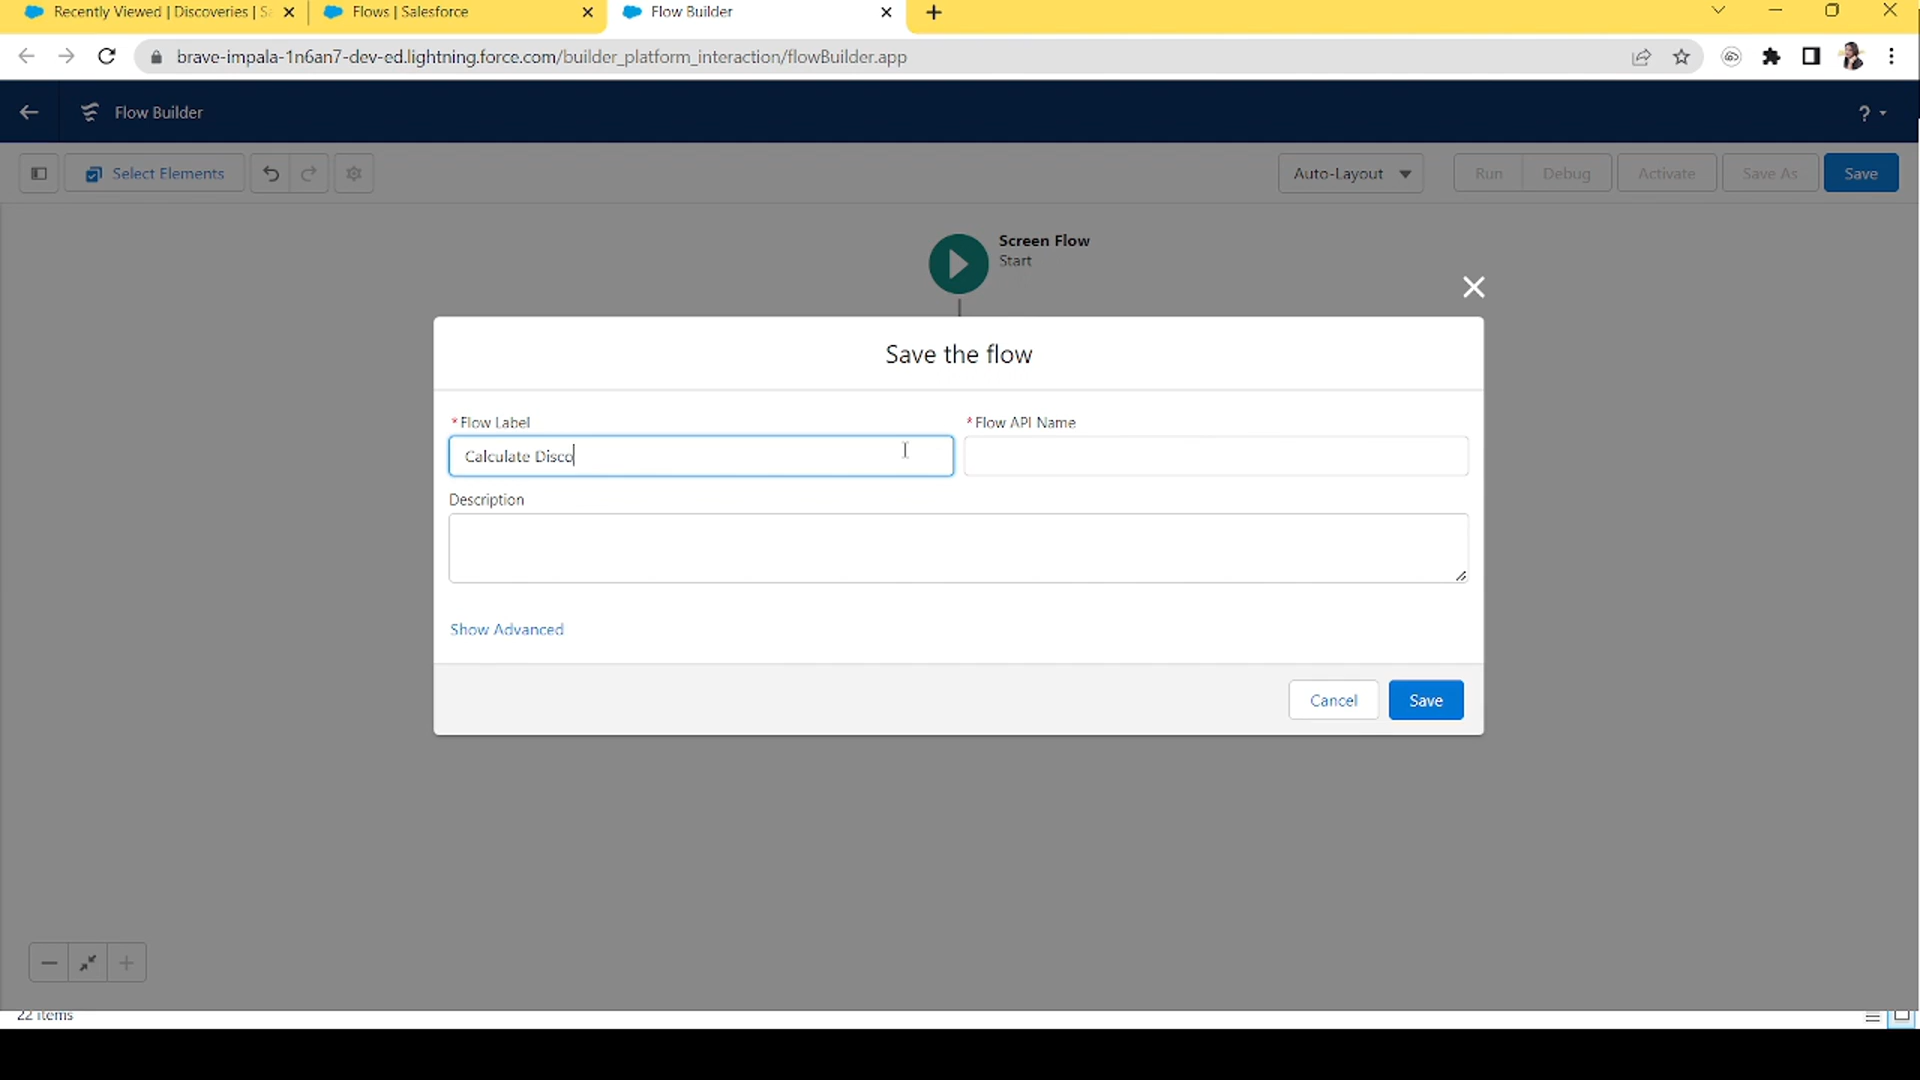 Recently Viewed | Discoveries | S
Flows | Salesforce
Flow Builder
brave-impala-1n6an7-dev-ed.lightning.force.com/builder_platform_interaction/flowBuilder.app
Flow Builder
?
Select Elements
Auto-Layout
Run
Debug
Activate
Save As
Save
Screen Flow
Start
Save the flow
*Flow Label
*Flow API Name
Calculate Disco
Description
Show Advanced
Cancel
Save
22 items